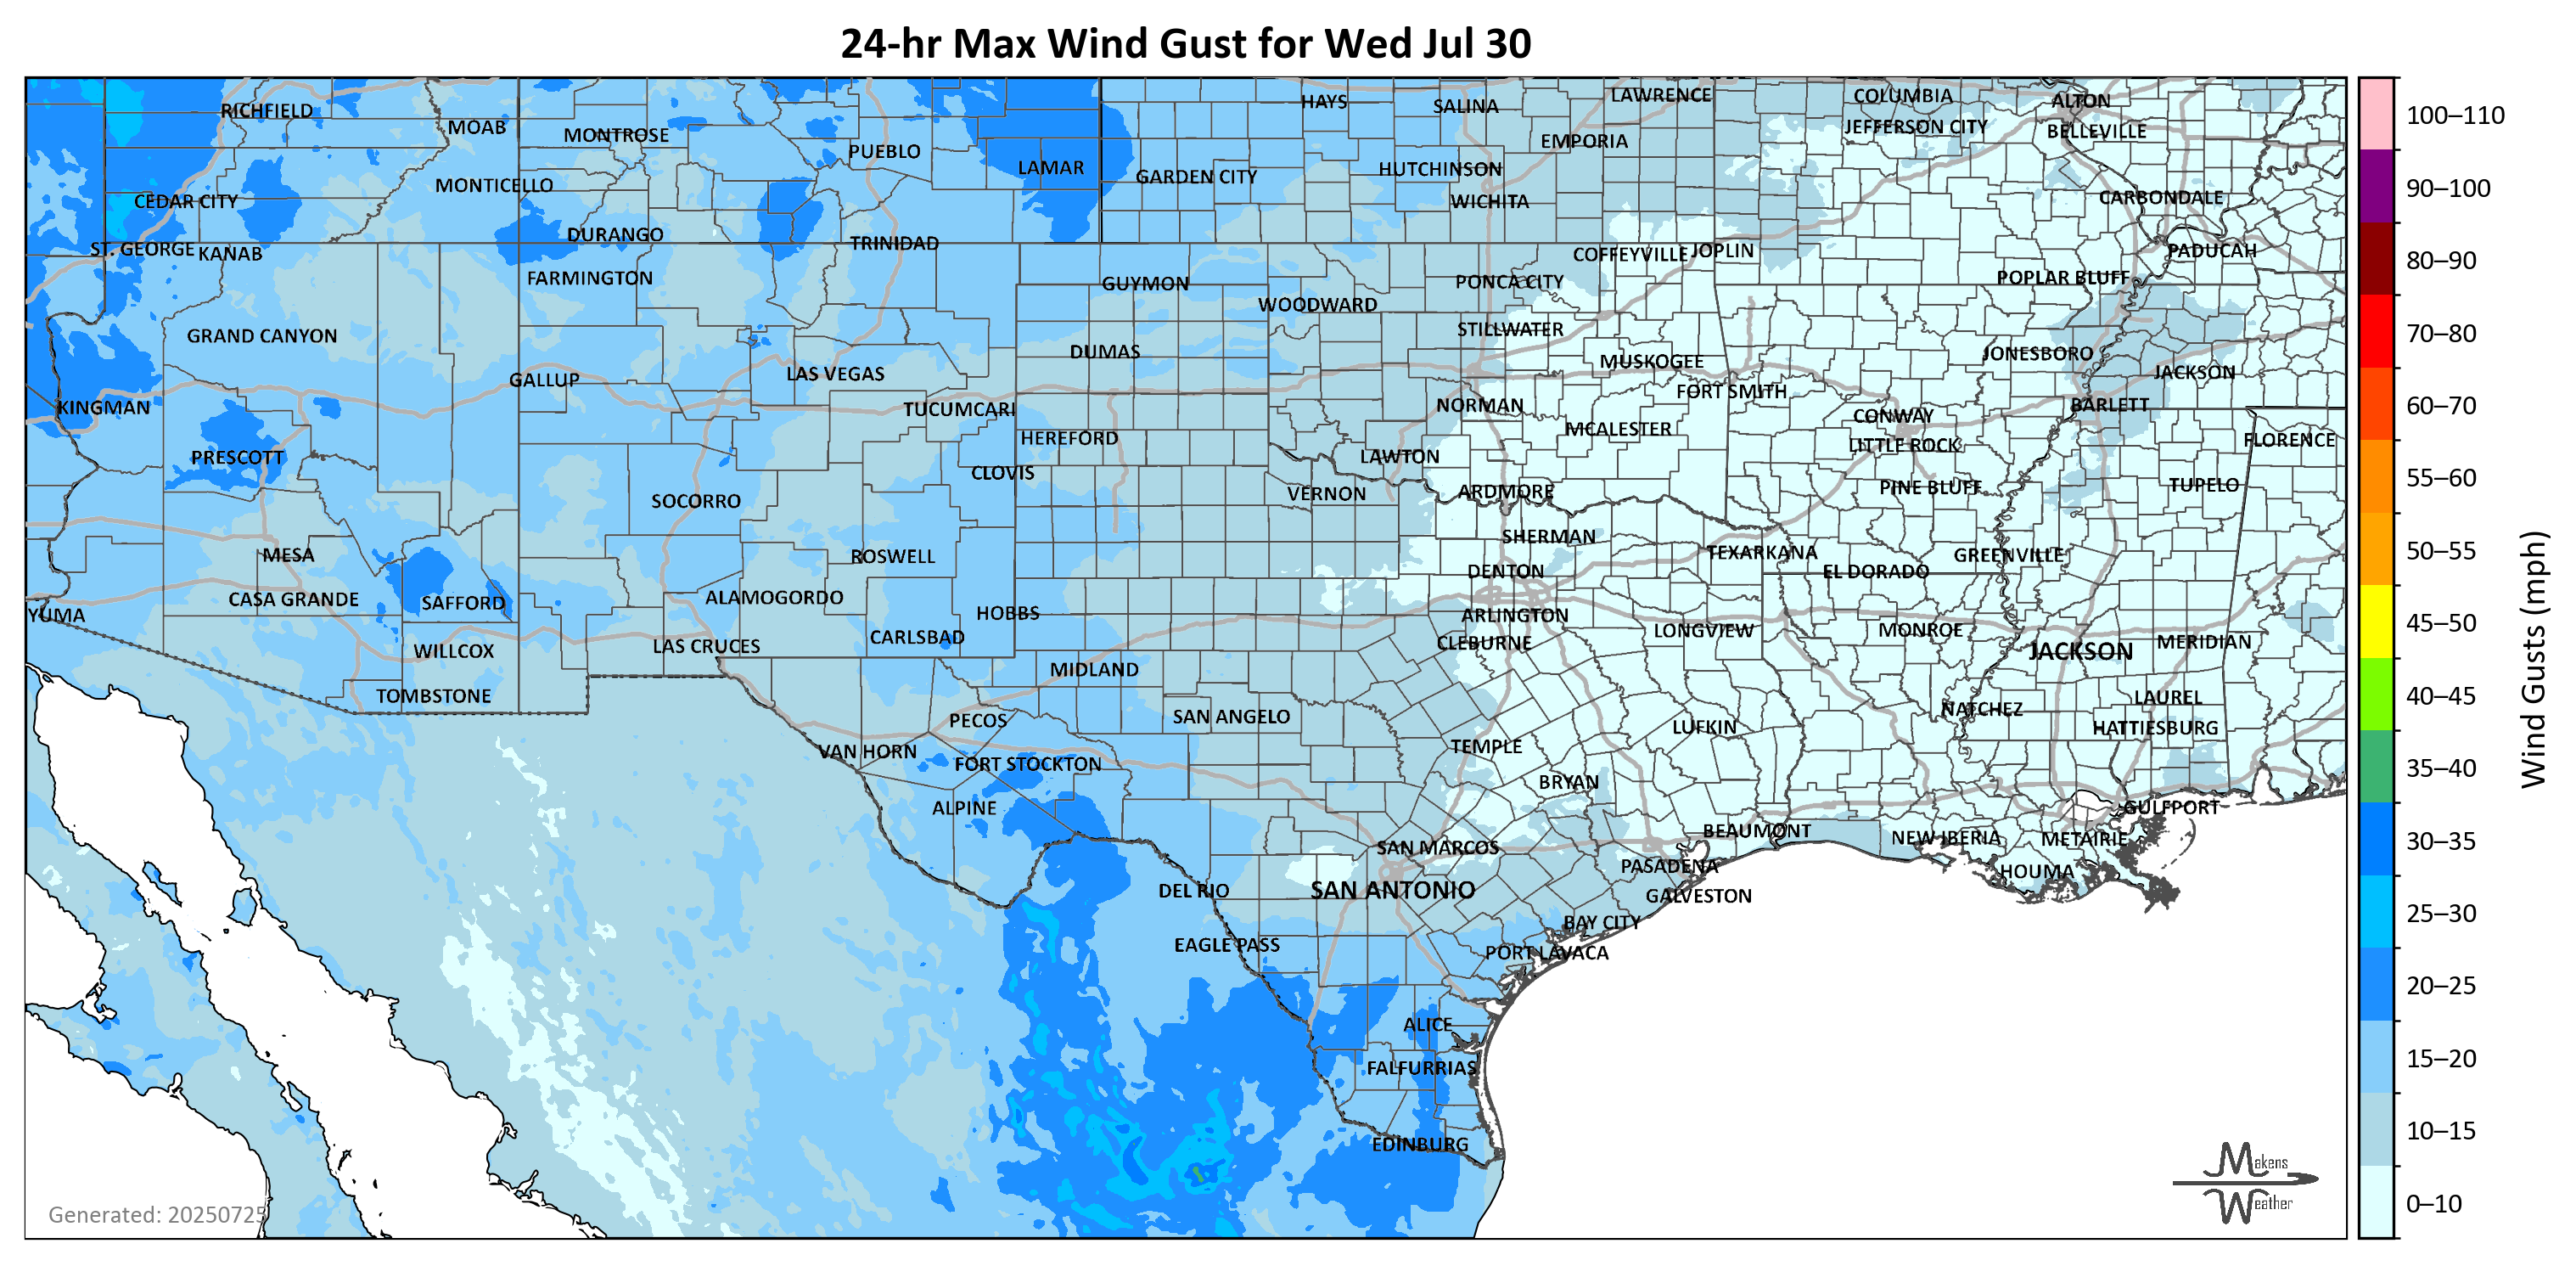 24-hr Max Wind Gust for Wed Jul 30
RICHFIELD
MOAB
MONTROSE
PUEBLO
LAMAR
HAYS
SALINA
LAWRENCE
COLUMBIA
ALTON
EMPORIA
JEFFERSON CITY
BELLEVILLE
GARDEN CITY
HUTCHINSON
MONTICELLO
CEDAR CITY
WICHITA
CARBONDALE
DURANGO
TRINIDAD
ST. GEORGE
KANAB
COFFEYVILLE
JOPLIN
PADUCAH
FARMINGTON
GUYMON
PONCA CITY
POPLAR BLUFF
WOODWARD
GRAND CANYON
STILLWATER
DUMAS
MUSKOGEE
JONESBORO
GALLUP
LAS VEGAS
JACKSON
FORT SMITH
KINGMAN
TUCUMCARI
NORMAN
CONWAY
BARLETT
HEREFORD
MCALESTER
LITTLE ROCK
FLORENCE
PRESCOTT
CLOVIS
LAWTON
SOCORRO
VERNON
ARDMORE
PINE BLUFF
TUPELO
MESA
ROSWELL
SHERMAN
TEXARKANA
GREENVILLE
DENTON
EL DORADO
CASA GRANDE
SAFFORD
ALAMOGORDO
HOBBS
YUMA
ARLINGTON
LAS CRUCES
CARLSBAD
CLEBURNE
LONGVIEW
MONROE
MERIDIAN
WILLCOX
JACKSON
MIDLAND
TOMBSTONE
PECOS
SAN ANGELO
LAUREL
NATCHEZ
LUFKIN
HATTIESBURG
VAN HORN
FORT STOCKTON
TEMPLE
BRYAN
ALPINE
GULFPORT
BEAUMONT
NEW IBERIA
METAIRIE
SAN MARCOS
PASADENA
HOUMA
DEL RIO
SAN ANTONIO
GALVESTON
BAY CITY
EAGLE PASS
PORT LAVACA
ALICE
FALFURRIAS
EDINBURG
Generated: 20250725
Makens
Weather
100–110
90–100
80–90
70–80
60–70
55–60
50–55
45–50
40–45
35–40
30–35
25–30
20–25
15–20
10–15
0–10
Wind Gusts (mph)